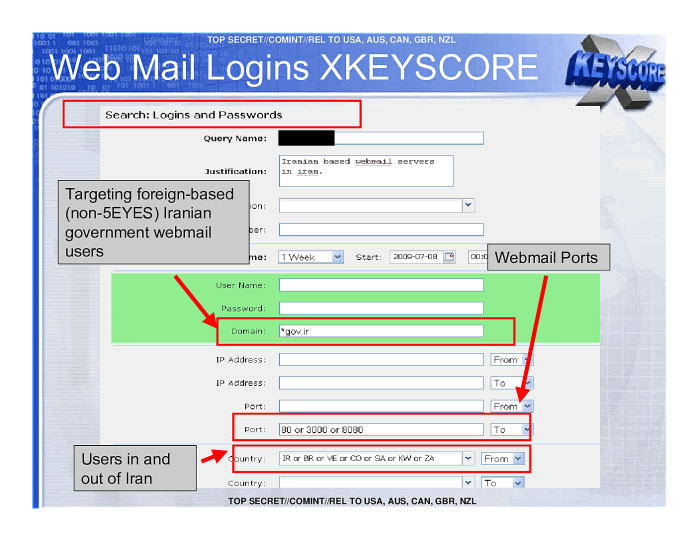 TOP SECRET//COMINT//REL TO USA, AUS, CAN, GBR, NZL
Web Mail Logins XKEYSCORE
KEYSCORE
Search: Logins and Passwords
Query Name:
Justification:
Iranian based webmail servers
in iran.
Targeting foreign-based
(non-5EYES) Iranian
government webmail
users
ion:
ber:
me:
1 Week
Start:
2009-07-08
00:0
Webmail Ports
User Name:
Password:
Domain:
*gov.ir
IP Address:
From
IP Address:
To
Port:
From
Port:
80 or 3000 or 8080
To
Users in and
out of Iran
Country:
IR or BR or VE or CO or SA or KW or ZA
From
Country:
To
TOP SECRET//COMINT//REL TO USA, AUS, CAN, GBR, NZL